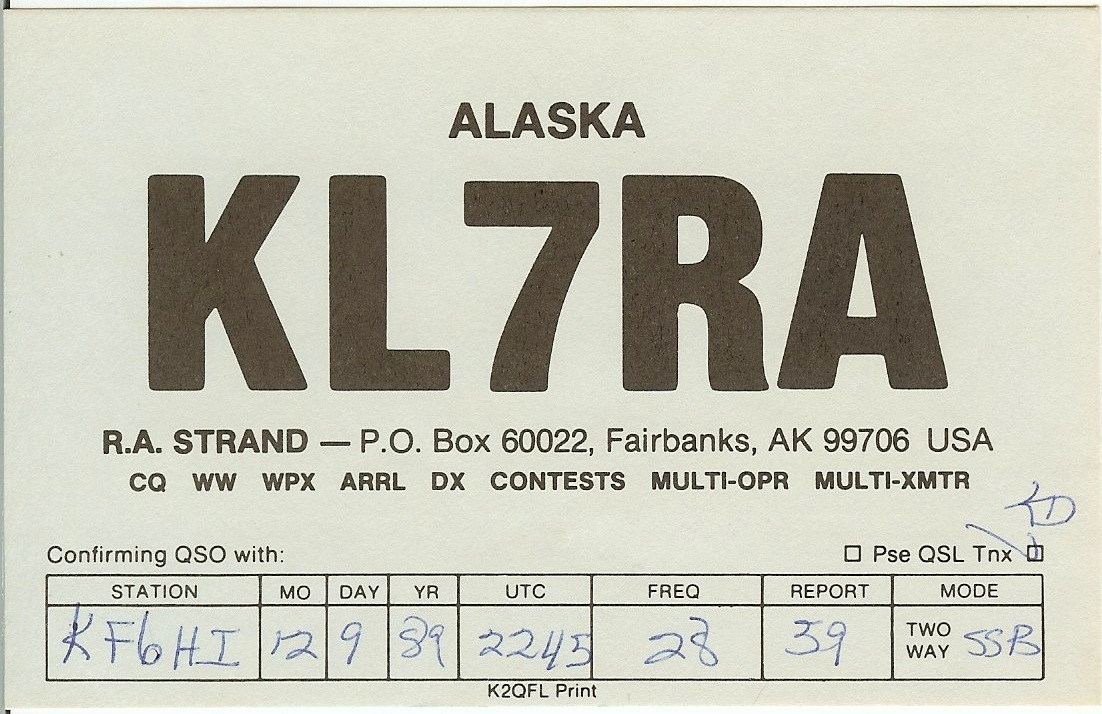 ALASKA
KL7RA
R.A. STRAND — P.O. Box 60022, Fairbanks, AK 99706 USA
CQ WW WPX ARRL DX CONTESTS MULTI-OPR MULTI-XMTR
Confirming QSO with: ☐ Pse QSL Tnx ☐
STATION MO DAY YR UTC FREQ REPORT MODE
KF6HI 12 9 89 2245 28 59 TWO WAY SSB
K2QFL Print